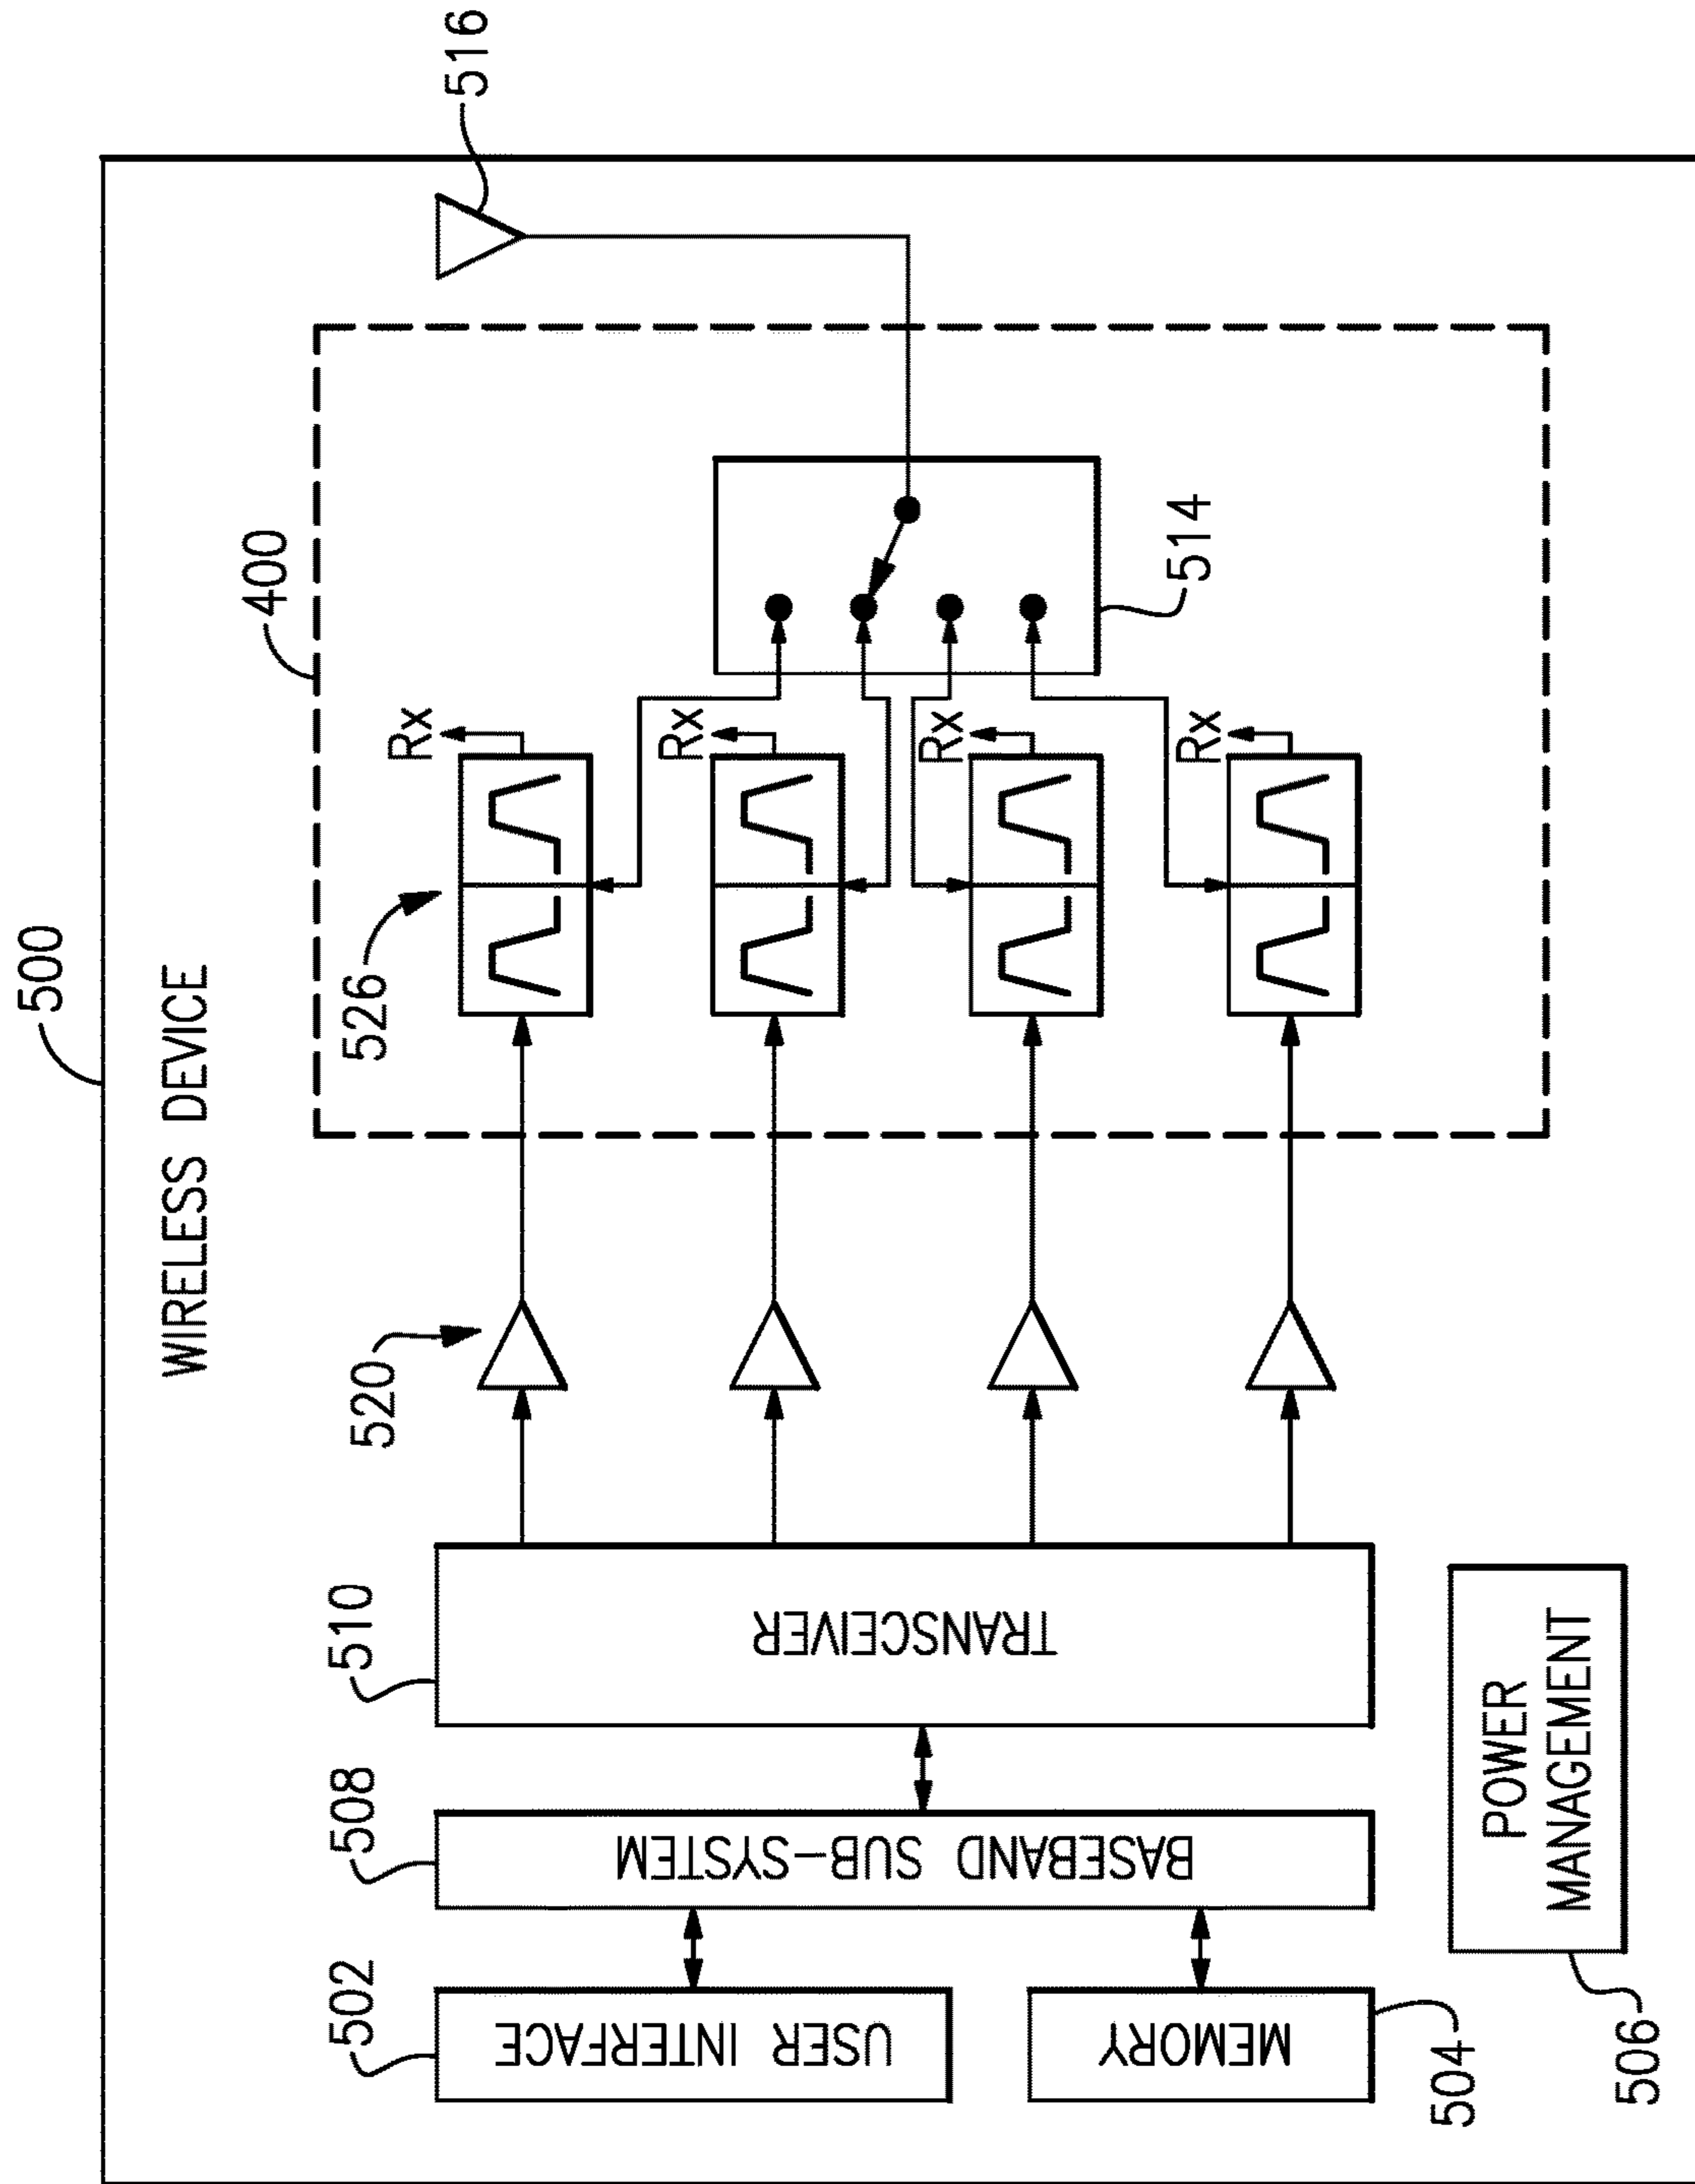 500
WIRELESS DEVICE
400
516
526
Rx
Rx
Rx
Rx
514
520
510
TRANSCEIVER
508
BASEBAND SUB-SYSTEM
502
USER INTERFACE
MEMORY
504
POWER
MANAGEMENT
506